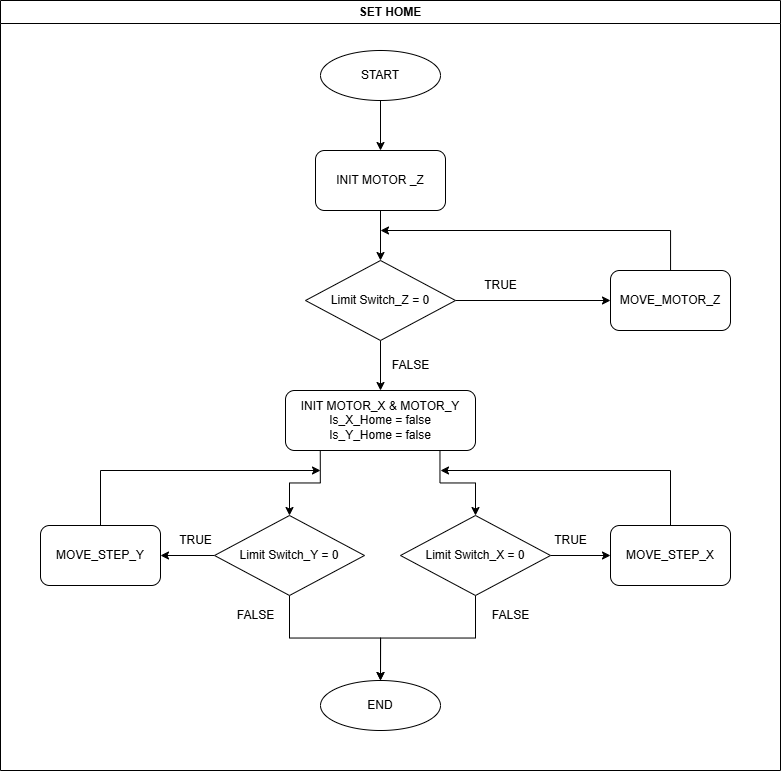 SET HOME
START
INIT MOTOR _Z
Limit Switch_Z = 0
TRUE
MOVE_MOTOR_Z
FALSE
INIT MOTOR_X & MOTOR_Y
Is_X_Home = false
Is_Y_Home = false
MOVE_STEP_Y
TRUE
Limit Switch_Y = 0
Limit Switch_X = 0
TRUE
MOVE_STEP_X
FALSE
FALSE
END